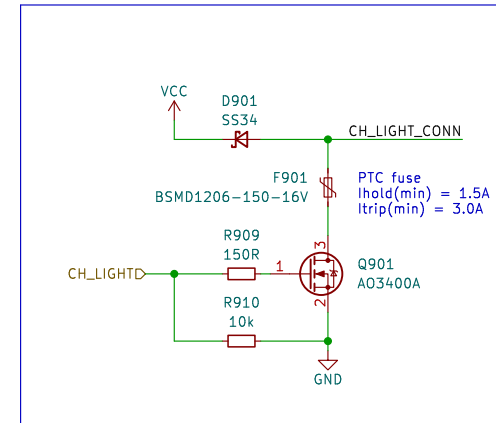 VCC
D901
SS34
CH_LIGHT_CONN
F901
BSMD1206-150-16V
PTC fuse
Ihold(min) = 1.5A
Itrip(min) = 3.0A
3
R909
150R
CH_LIGHT
1
Q901
AO3400A
2
R910
10k
GND